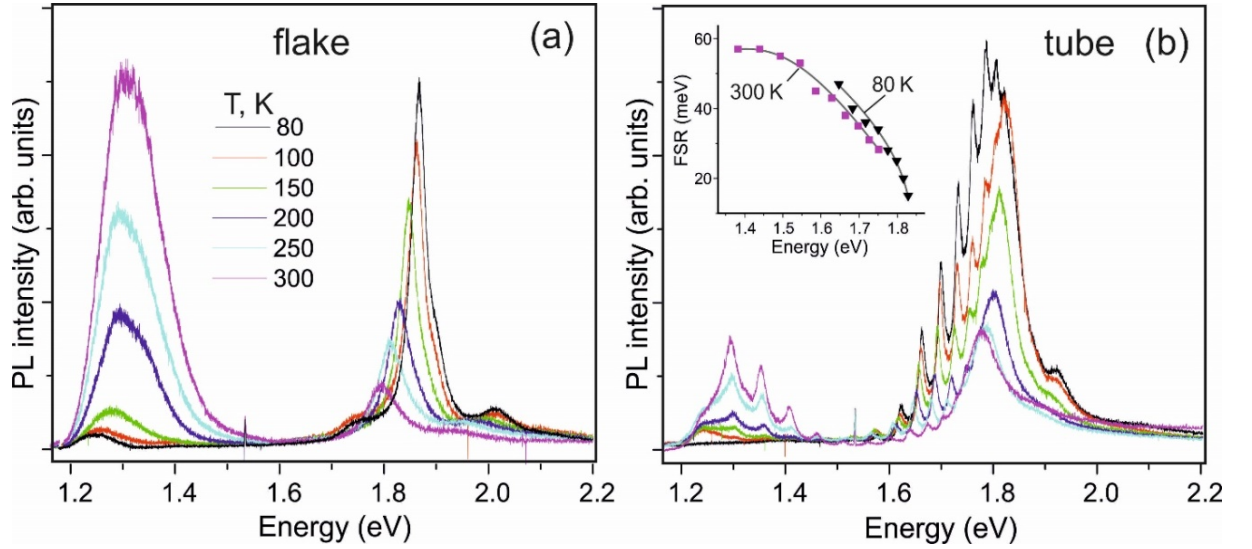 flake
(a)
T, K
80
100
150
200
250
300
PL intensity (arb. units)
1.2 1.4 1.6 1.8 2.0 2.2
Energy (eV)
tube
(b)
60
40
20
FSR (meV)
300 K
80 K
1.4 1.5 1.6 1.7 1.8
Energy (eV)
PL intensity (arb. units)
1.2 1.4 1.6 1.8 2.0 2.2
Energy (eV)